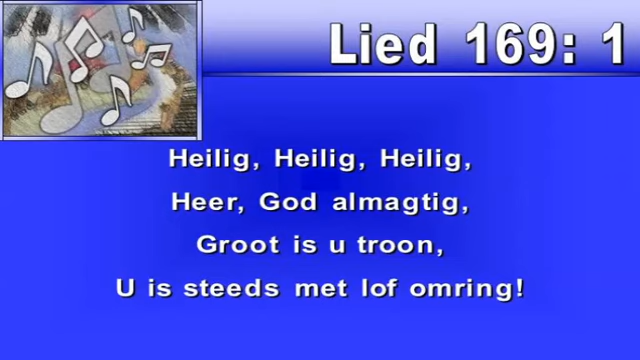 Lied 169: 1
Heilig, Heilig, Heilig,
Heer, God almagtig,
Groot is u troon,
U is steeds met lof omring!